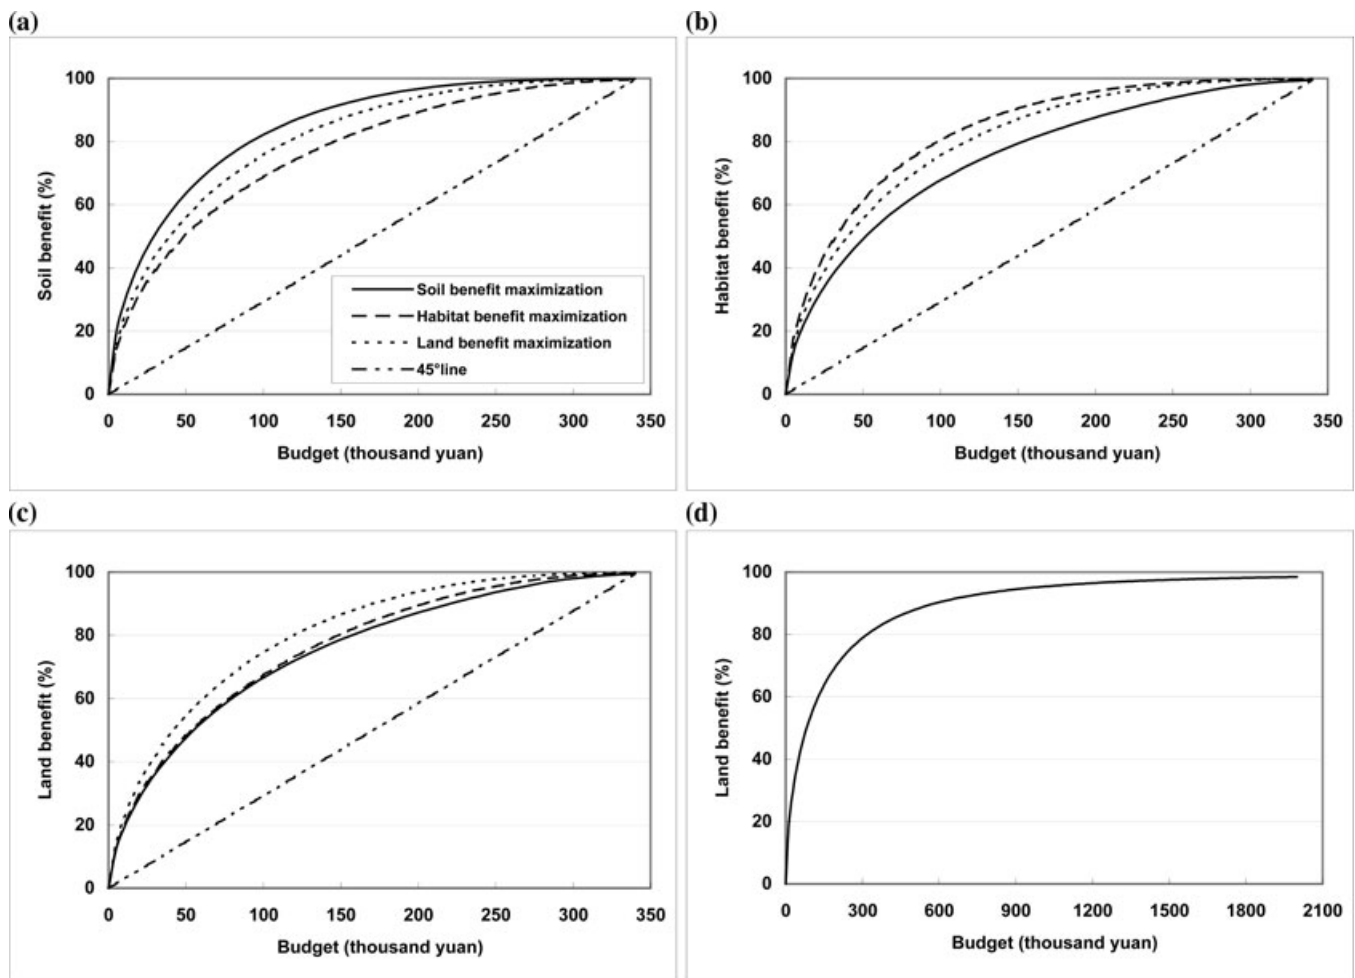 (a)
100
80
60
40
20
0
Soil benefit (%)
Soil benefit maximization
Habitat benefit maximization
Land benefit maximization
45°line
0 50 100 150 200 250 300 350
Budget (thousand yuan)
(b)
100
80
60
40
20
0
Habitat benefit (%)
0 50 100 150 200 250 300 350
Budget (thousand yuan)
(c)
100
80
60
40
20
0
Land benefit (%)
0 50 100 150 200 250 300 350
Budget (thousand yuan)
(d)
100
80
60
40
20
0
Land benefit (%)
0 300 600 900 1200 1500 1800 2100
Budget (thousand yuan)